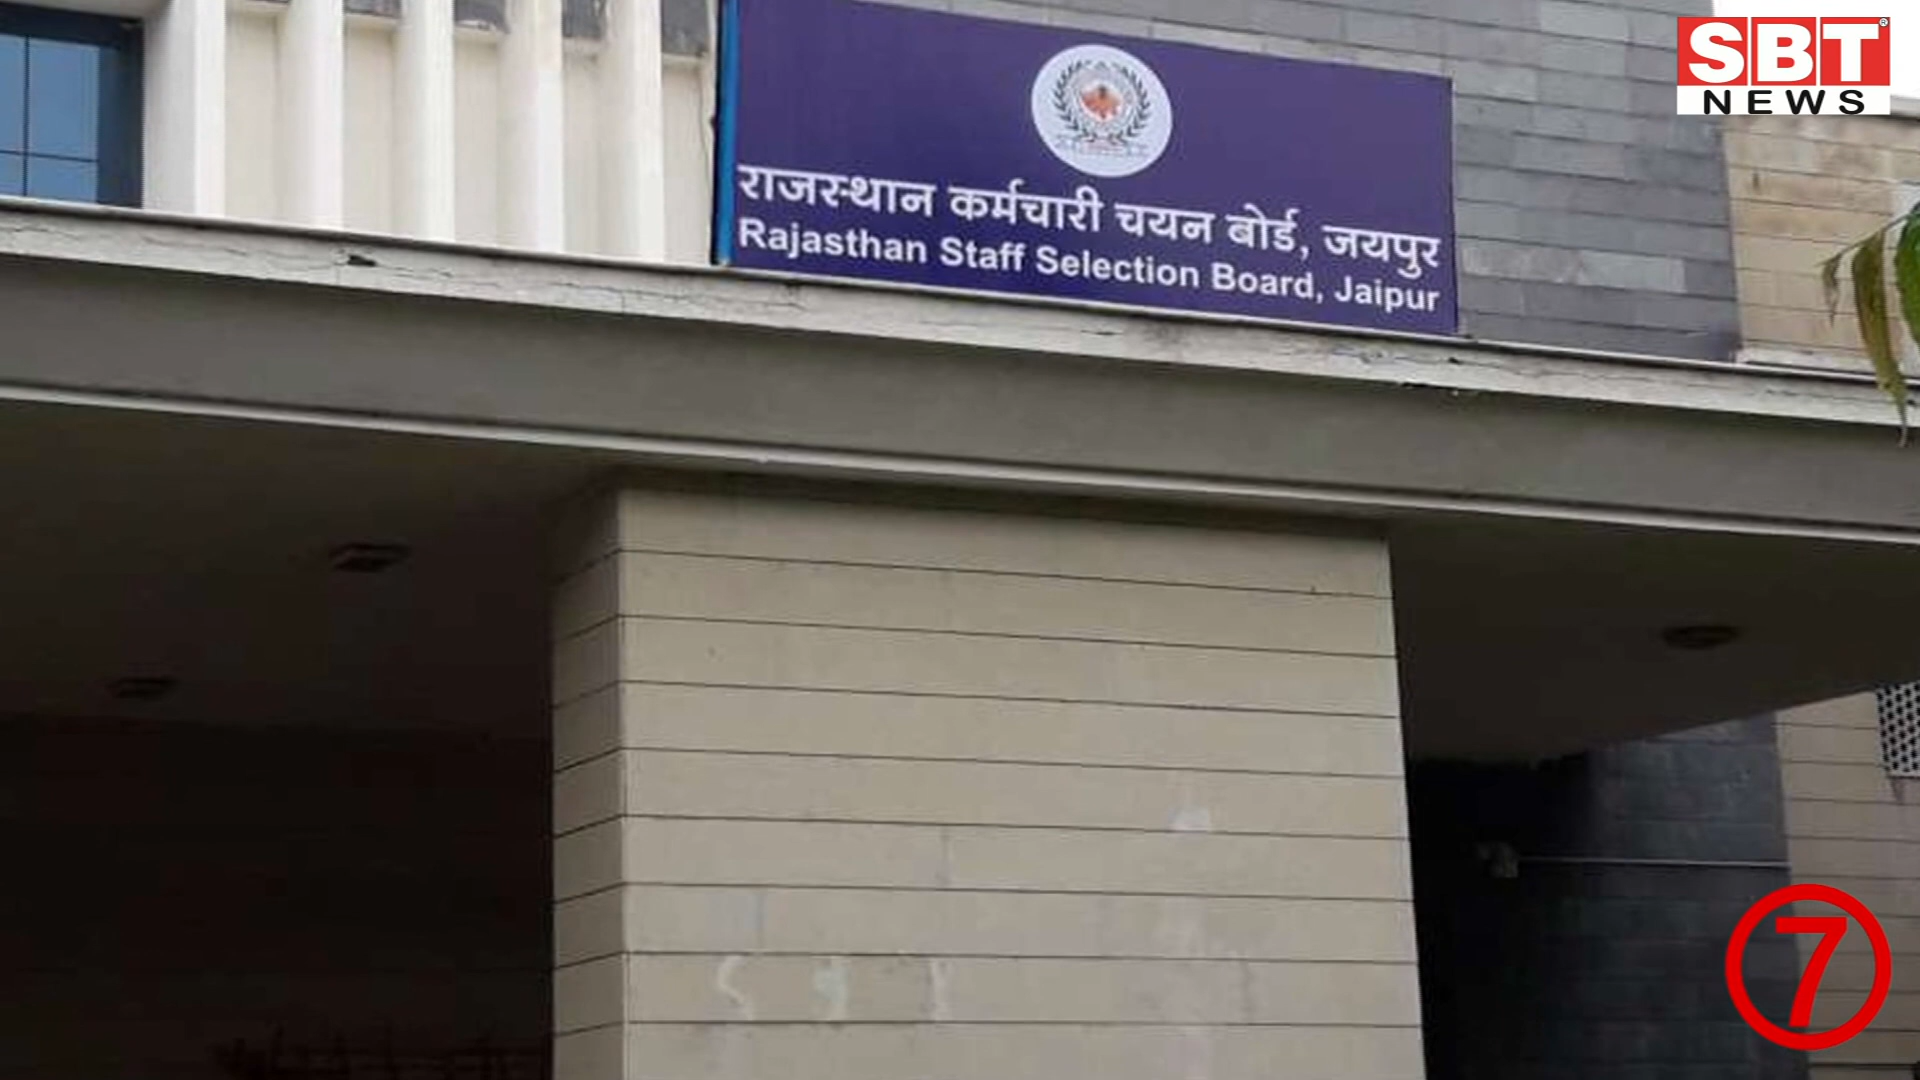 SBT
NEWS
राजस्थान कर्मचारी चयन बोर्ड, जयपुर
Rajasthan Staff Selection Board, Jaipur
7